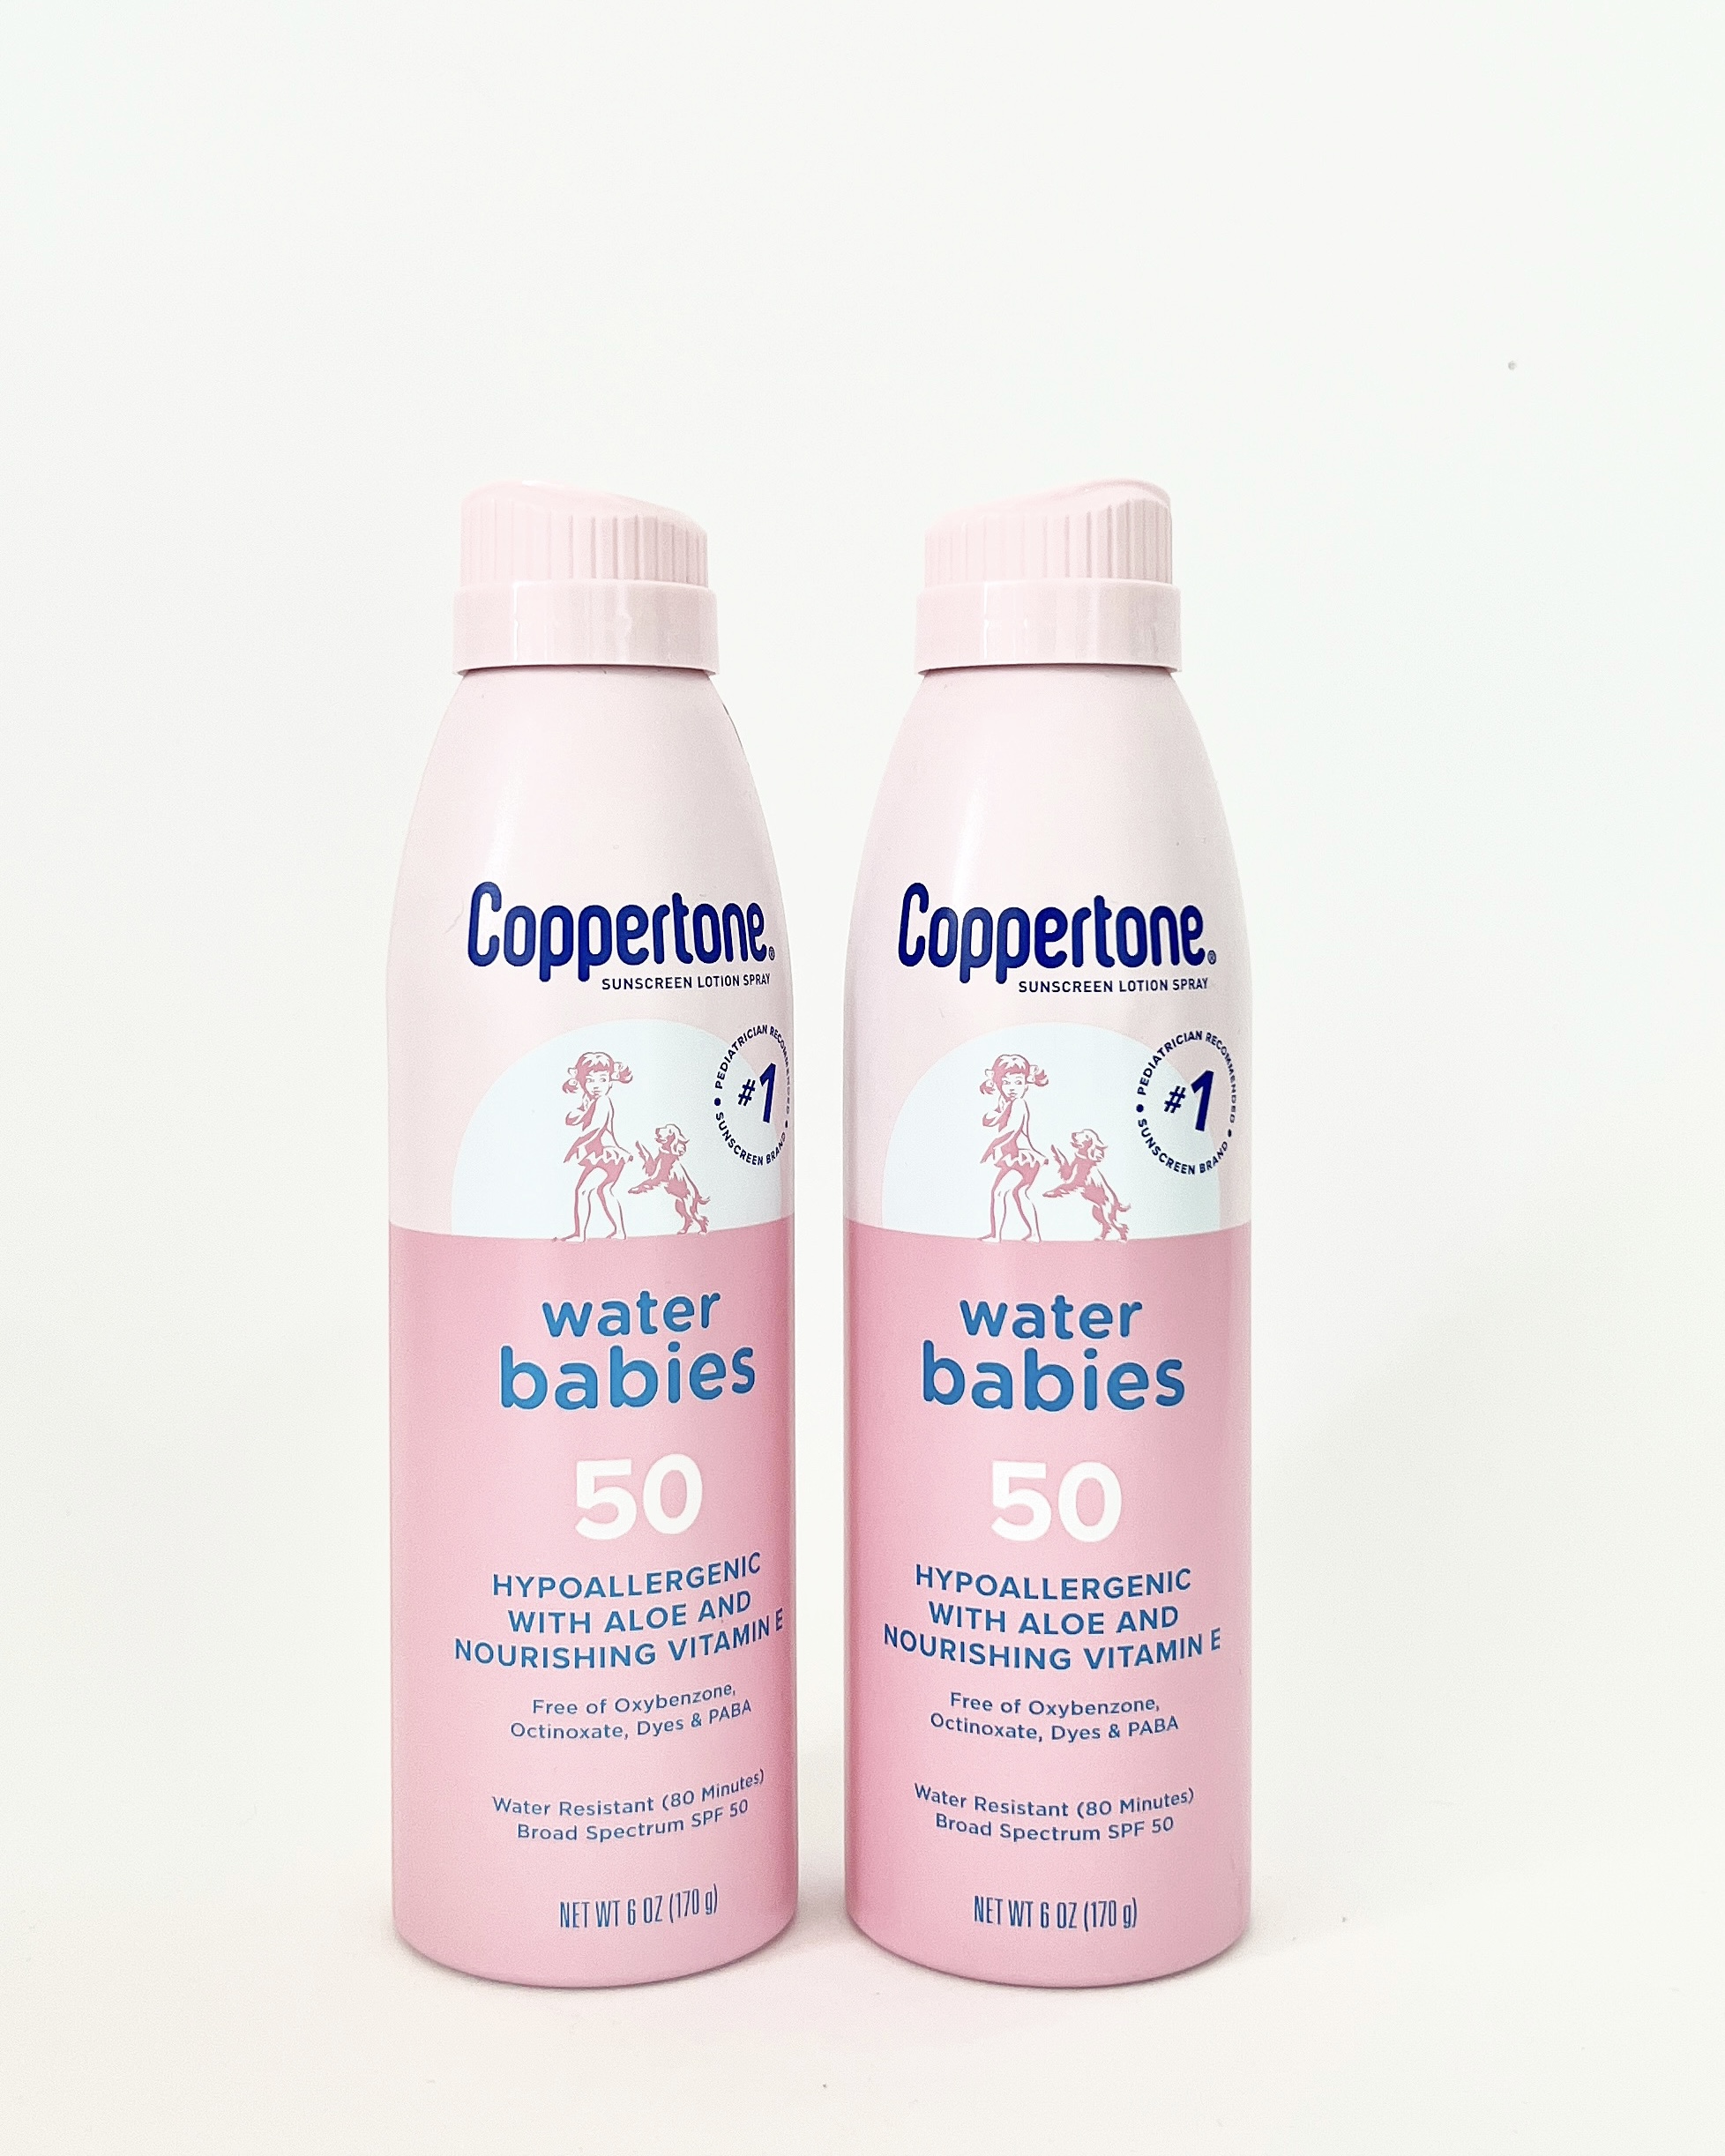 Coppertone®
SUNSCREEN LOTION SPRAY
PEDIATRICIAN RECOMMENDED
#1
SUNSCREEN BRAND
water
babies
50
HYPOALLERGENIC
WITH ALOE AND
NOURISHING VITAMIN E
Free of Oxybenzone,
Octinoxate, Dyes & PABA
Water Resistant (80 Minutes)
Broad Spectrum SPF 50
NET WT 6 OZ (170 g)
Coppertone®
SUNSCREEN LOTION SPRAY
PEDIATRICIAN RECOMMENDED
#1
SUNSCREEN BRAND
water
babies
50
HYPOALLERGENIC
WITH ALOE AND
NOURISHING VITAMIN E
Free of Oxybenzone,
Octinoxate, Dyes & PABA
Water Resistant (80 Minutes)
Broad Spectrum SPF 50
NET WT 6 OZ (170 g)